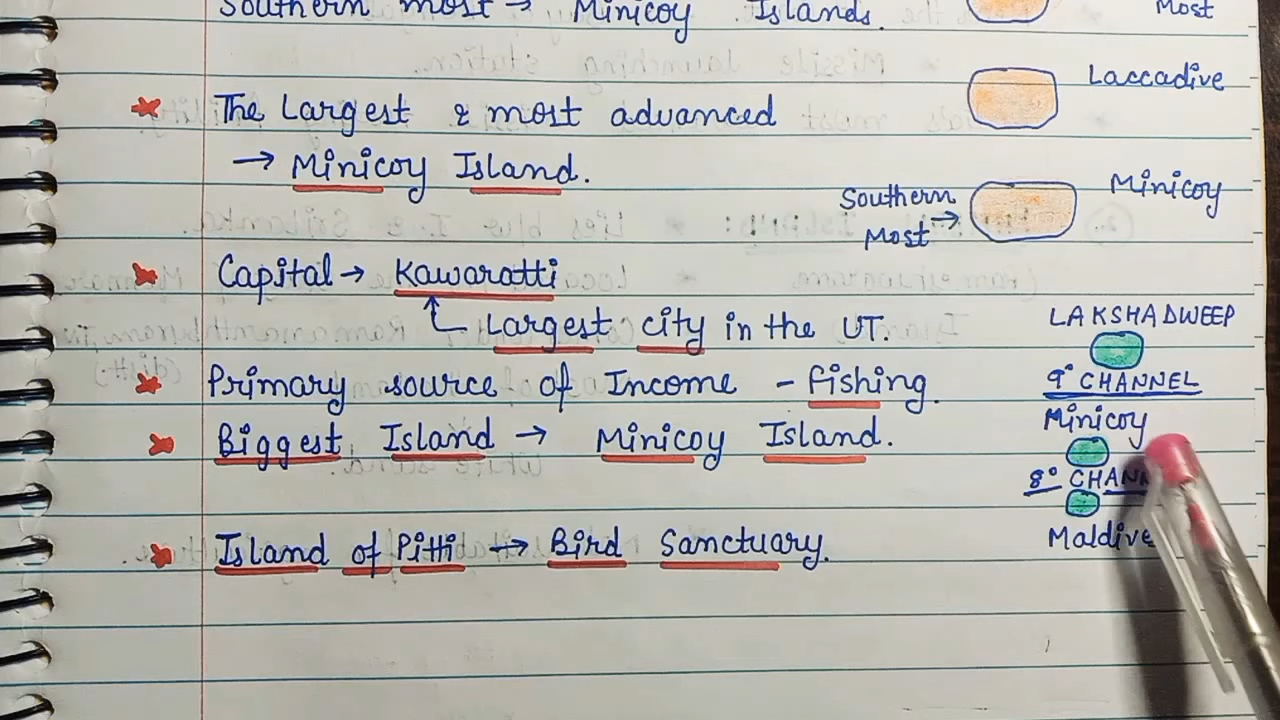 Southern most → Minicoy Islands.
Most
Laccadive
The Largest & most advanced
→ Minicoy Island.
Minicoy
Southern
Most →
Capital → Kawaratti
Largest city in the UT.
LAKSHADWEEP
Primary source of Income - fishing.
9° CHANNEL
Minicoy
Biggest Island → Minicoy Island.
8° CHANN
Maldive
Island of Pitti → Bird Sanctuary.